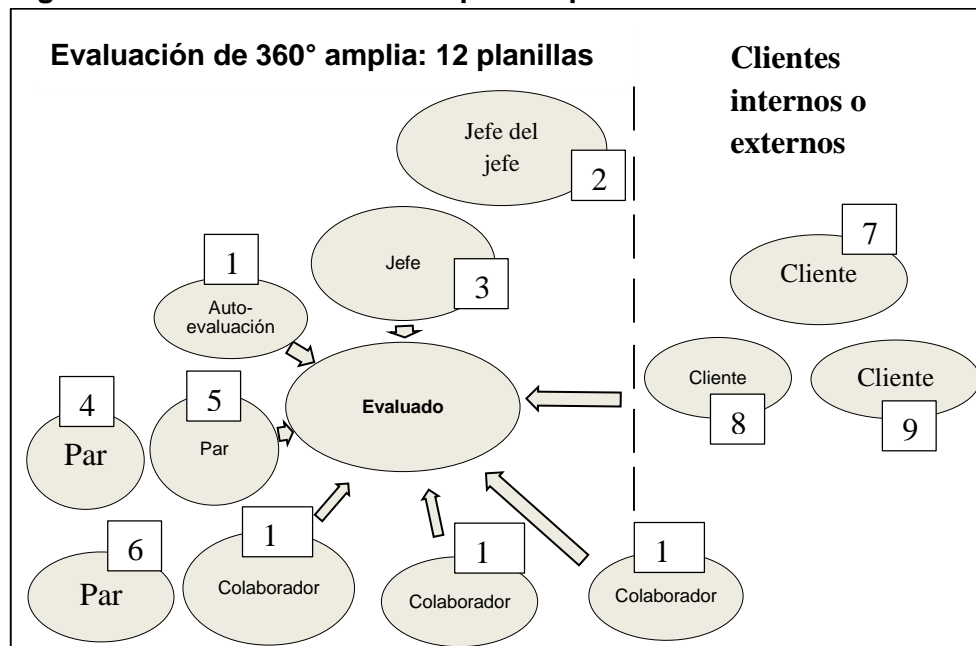 Evaluación de 360° amplia: 12 planillas
Clientes
internos o
externos
Jefe del
jefe
2
7
Cliente
Jefe
3
1
Auto-
evaluación
Cliente
8
Cliente
9
Evaluado
4
Par
5
Par
6
Par
1
Colaborador
1
Colaborador
1
Colaborador